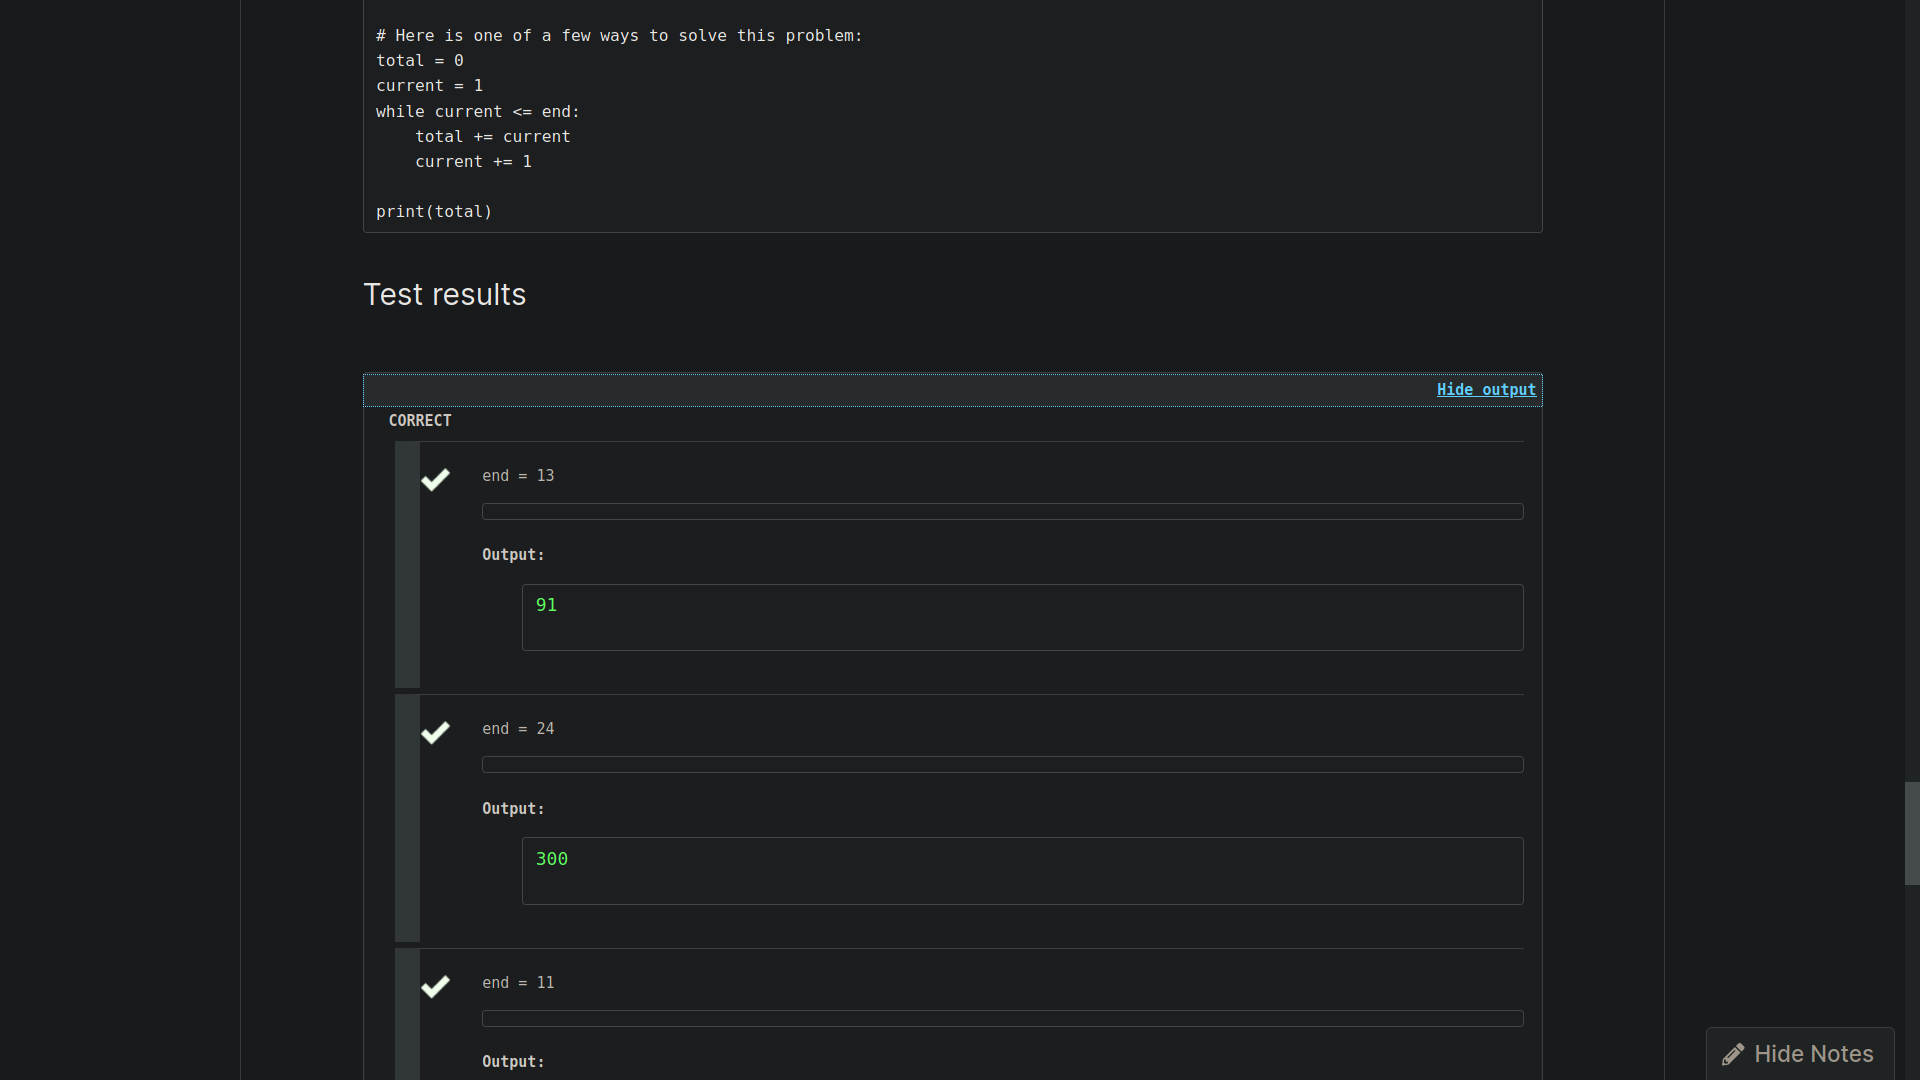 # Here is one of a few ways to solve this problem:
total = 0
current = 1
while current <= end:
    total += current
    current += 1
print(total)
Test results
Hide output
CORRECT
end = 13
Output:
91
end = 24
Output:
300
end = 11
Output:
Hide Notes